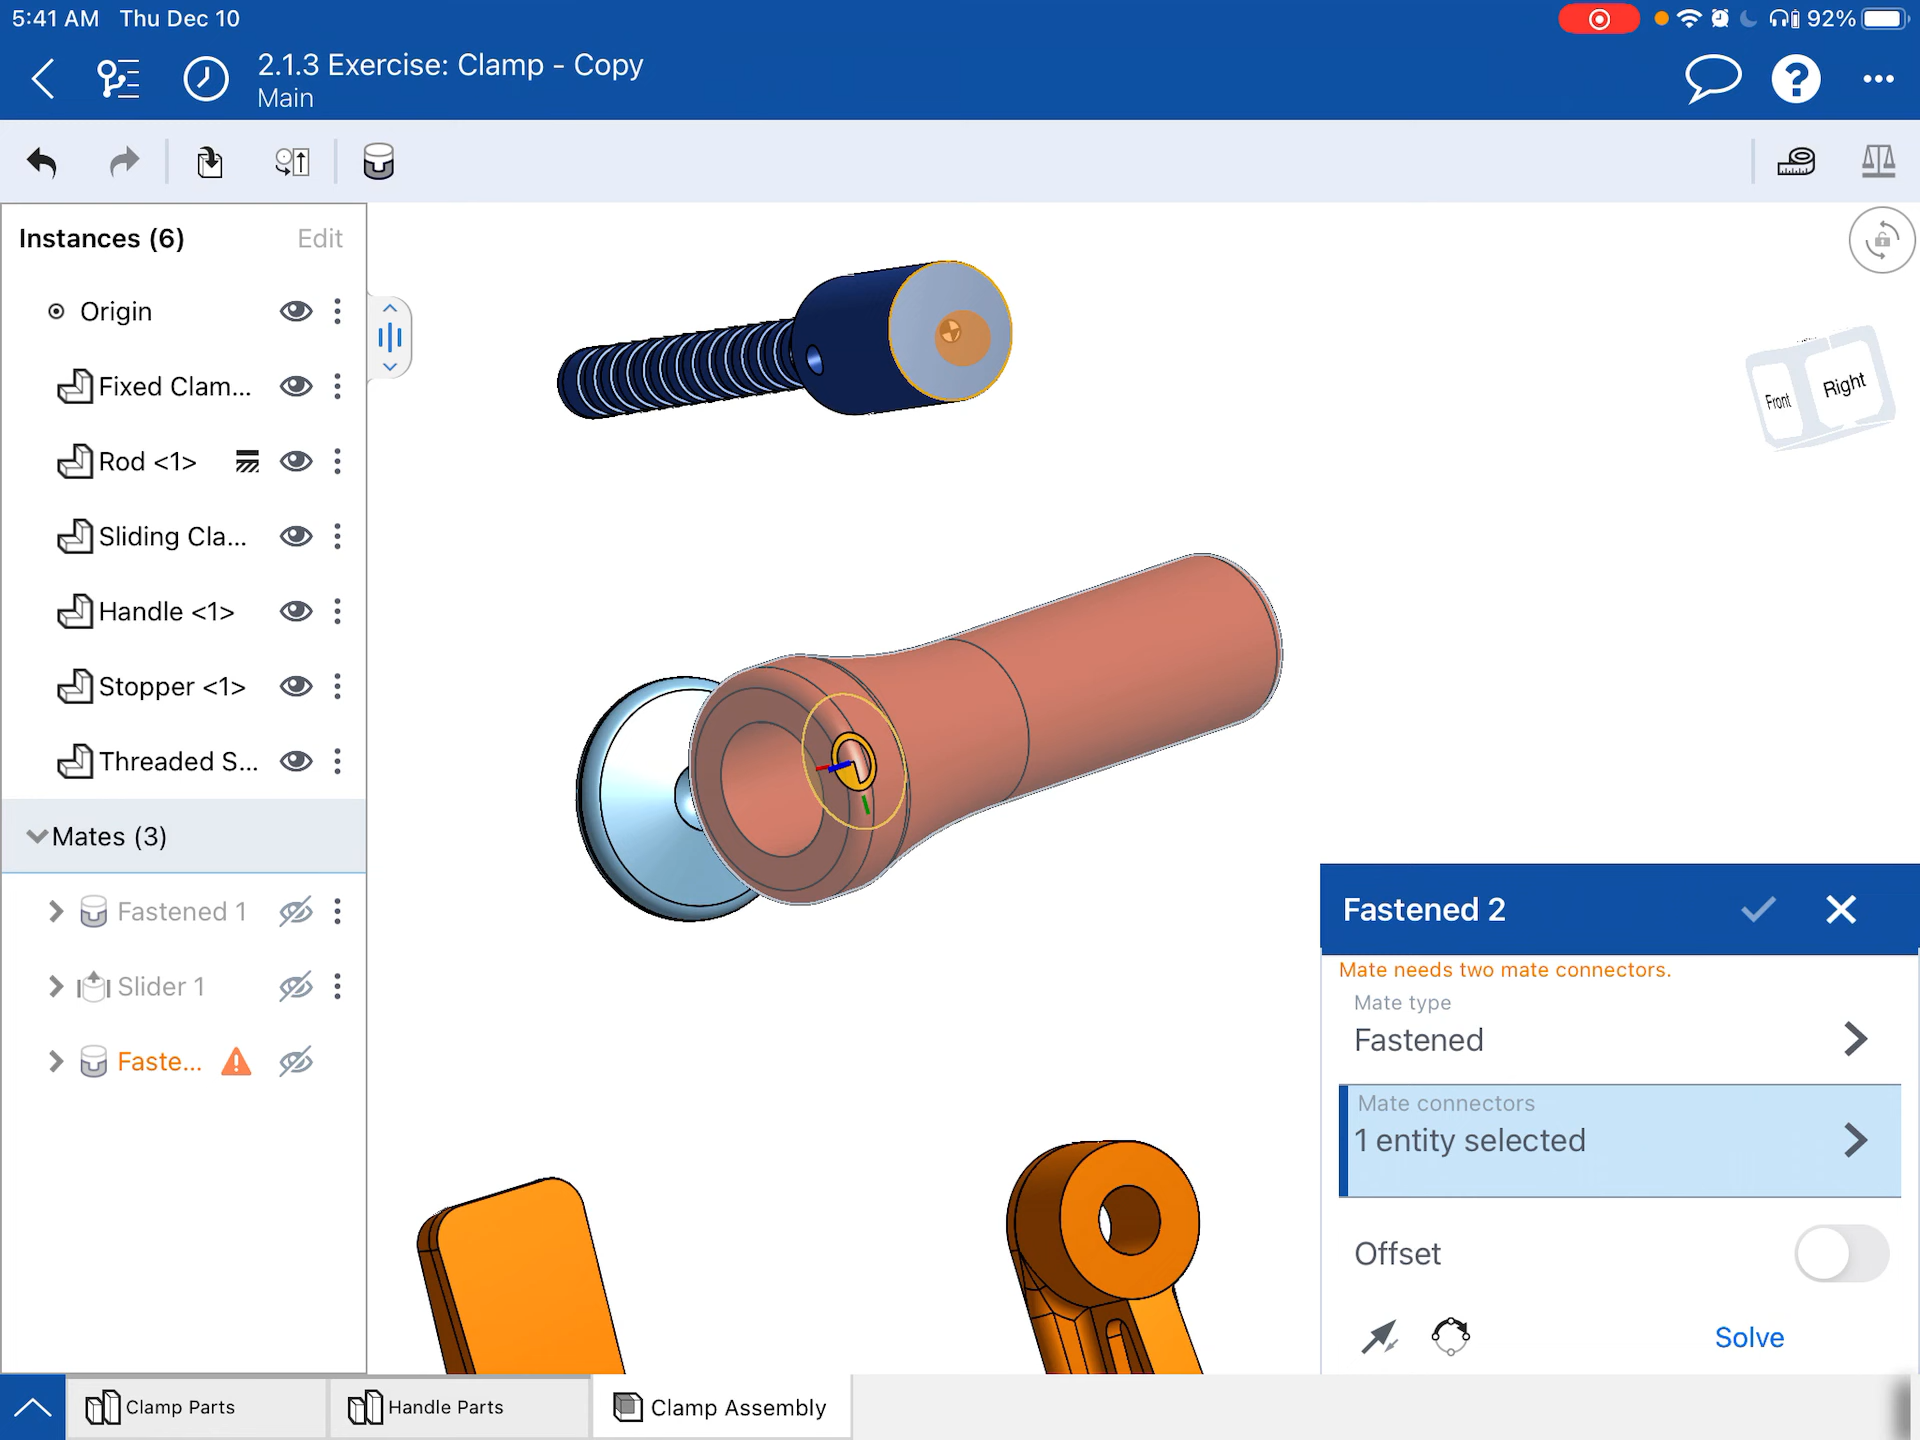 5:41 AM Thu Dec 10
92%
2.1.3 Exercise: Clamp - Copy
Main
Instances (6)
Edit
Origin
Fixed Clam...
Rod <1>
Sliding Cla...
Handle <1>
Stopper <1>
Threaded S...
Mates (3)
Fastened 1
Slider 1
Faste...
Front
Right
Fastened 2
Mate needs two mate connectors.
Mate type
Fastened
Mate connectors
1 entity selected
Offset
Solve
Clamp Parts
Handle Parts
Clamp Assembly